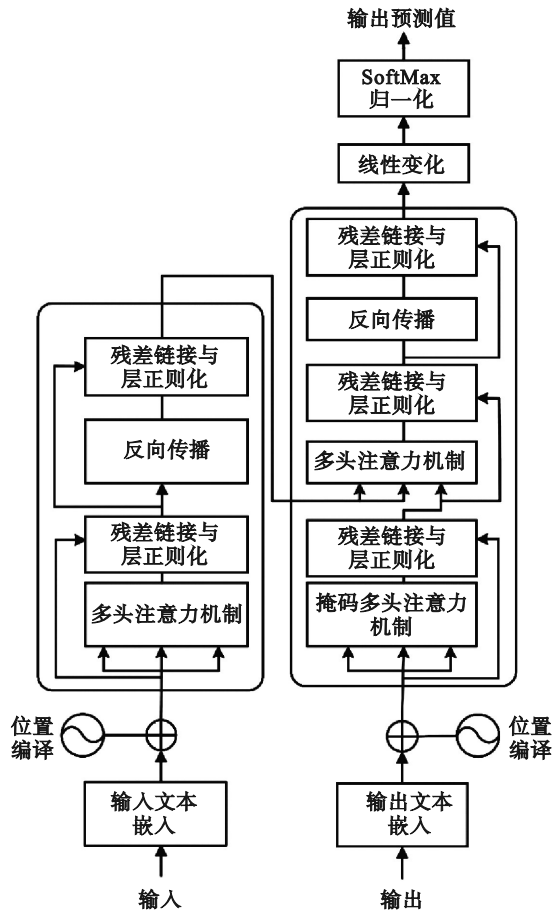 输出预测值
SoftMax
归一化
线性变化
残差链接与
层正则化
反向传播
残差链接与
层正则化
多头注意力机制
残差链接与
层正则化
掩码多头注意力
机制
残差链接与
层正则化
反向传播
残差链接与
层正则化
多头注意力机制
位置
编译
位置
编译
输入文本
嵌入
输出文本
嵌入
输入
输出